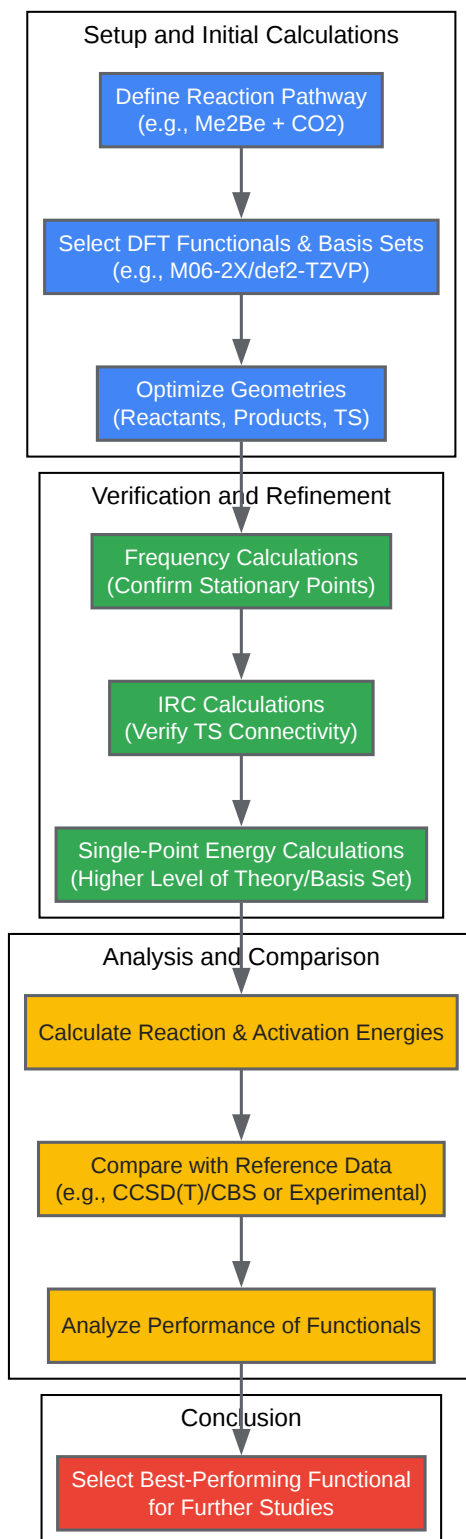 Setup and Initial Calculations
Define Reaction Pathway
(e.g., Me2Be + CO2)
Select DFT Functionals & Basis Sets
(e.g., M06-2X/def2-TZVP)
Optimize Geometries
(Reactants, Products, TS)
Verification and Refinement
Frequency Calculations
(Confirm Stationary Points)
IRC Calculations
(Verify TS Connectivity)
Single-Point Energy Calculations
(Higher Level of Theory/Basis Set)
Analysis and Comparison
Calculate Reaction & Activation Energies
Compare with Reference Data
(e.g., CCSD(T)/CBS or Experimental)
Analyze Performance of Functionals
Conclusion
Select Best-Performing Functional
for Further Studies